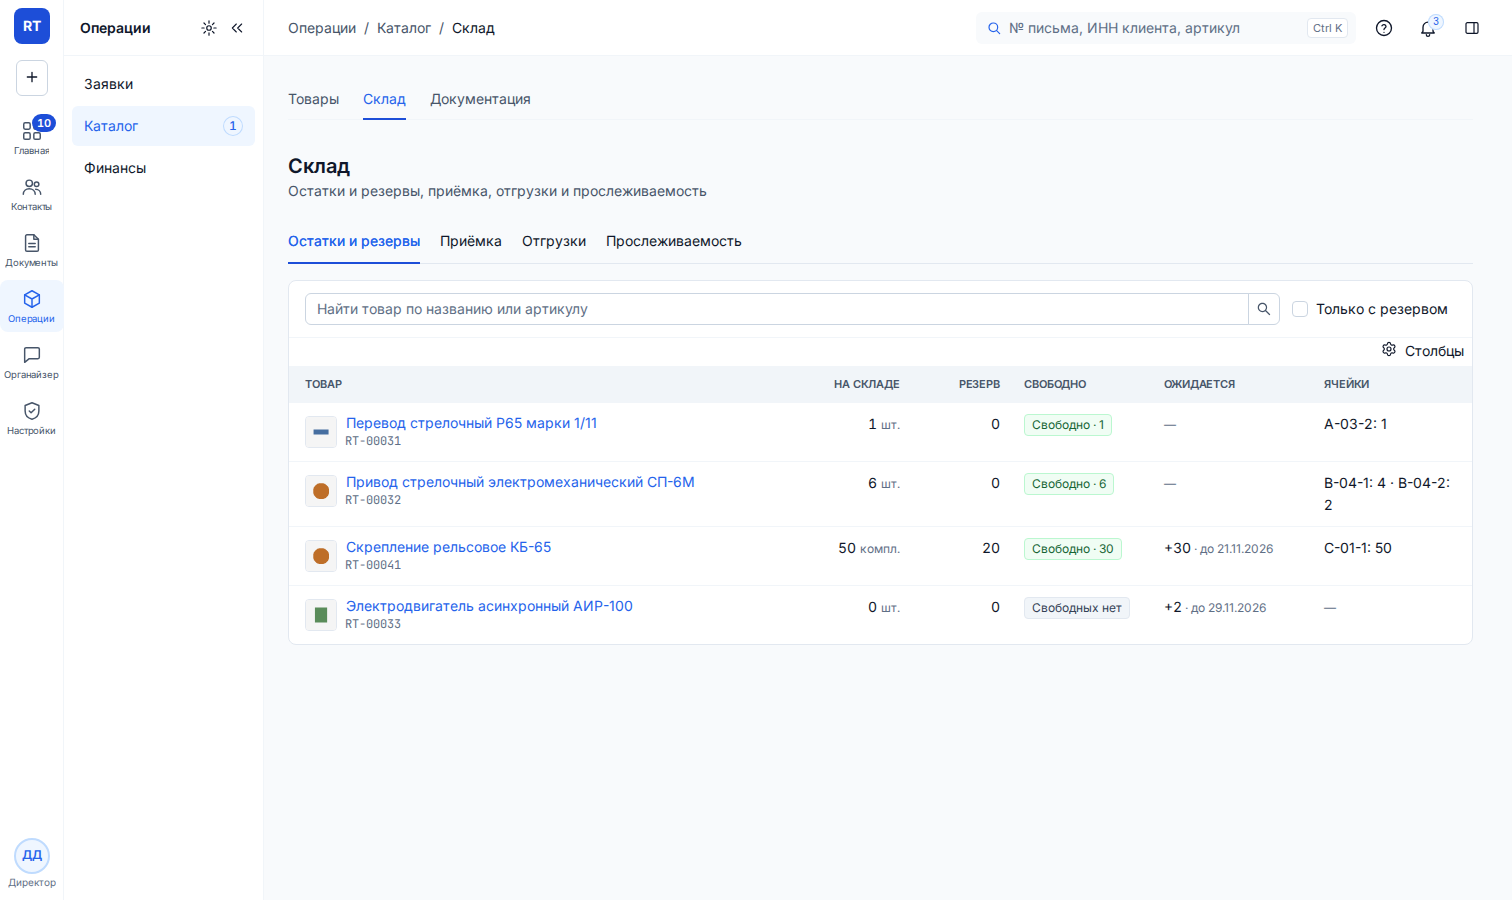 RT
Операции
Операции / Каталог / Склад
№ письма, ИНН клиента, артикул
Ctrl K
3
10
Главная
Контакты
Документы
Операции
Органайзер
Настройки
ДД
Директор
Заявки
Каталог
1
Финансы
Товары
Склад
Документация
Склад
Остатки и резервы, приёмка, отгрузки и прослеживаемость
Остатки и резервы
Приёмка
Отгрузки
Прослеживаемость
Найти товар по названию или артикулу
Только с резервом
Столбцы
ТОВАР НА СКЛАДЕ РЕЗЕРВ СВОБОДНО ОЖИДАЕТСЯ ЯЧЕЙКИ
Перевод стрелочный Р65 марки 1/11 1 шт. 0 Свободно · 1 — A-03-2: 1
RT-00031
Привод стрелочный электромеханический СП-6М 6 шт. 0 Свободно · 6 — B-04-1: 4 · B-04-2:
RT-00032 2
Скрепление рельсовое КБ-65 50 компл. 20 Свободно · 30 +30 · до 21.11.2026 C-01-1: 50
RT-00041
Электродвигатель асинхронный АИР-100 0 шт. 0 Свободных нет +2 · до 29.11.2026 —
RT-00033